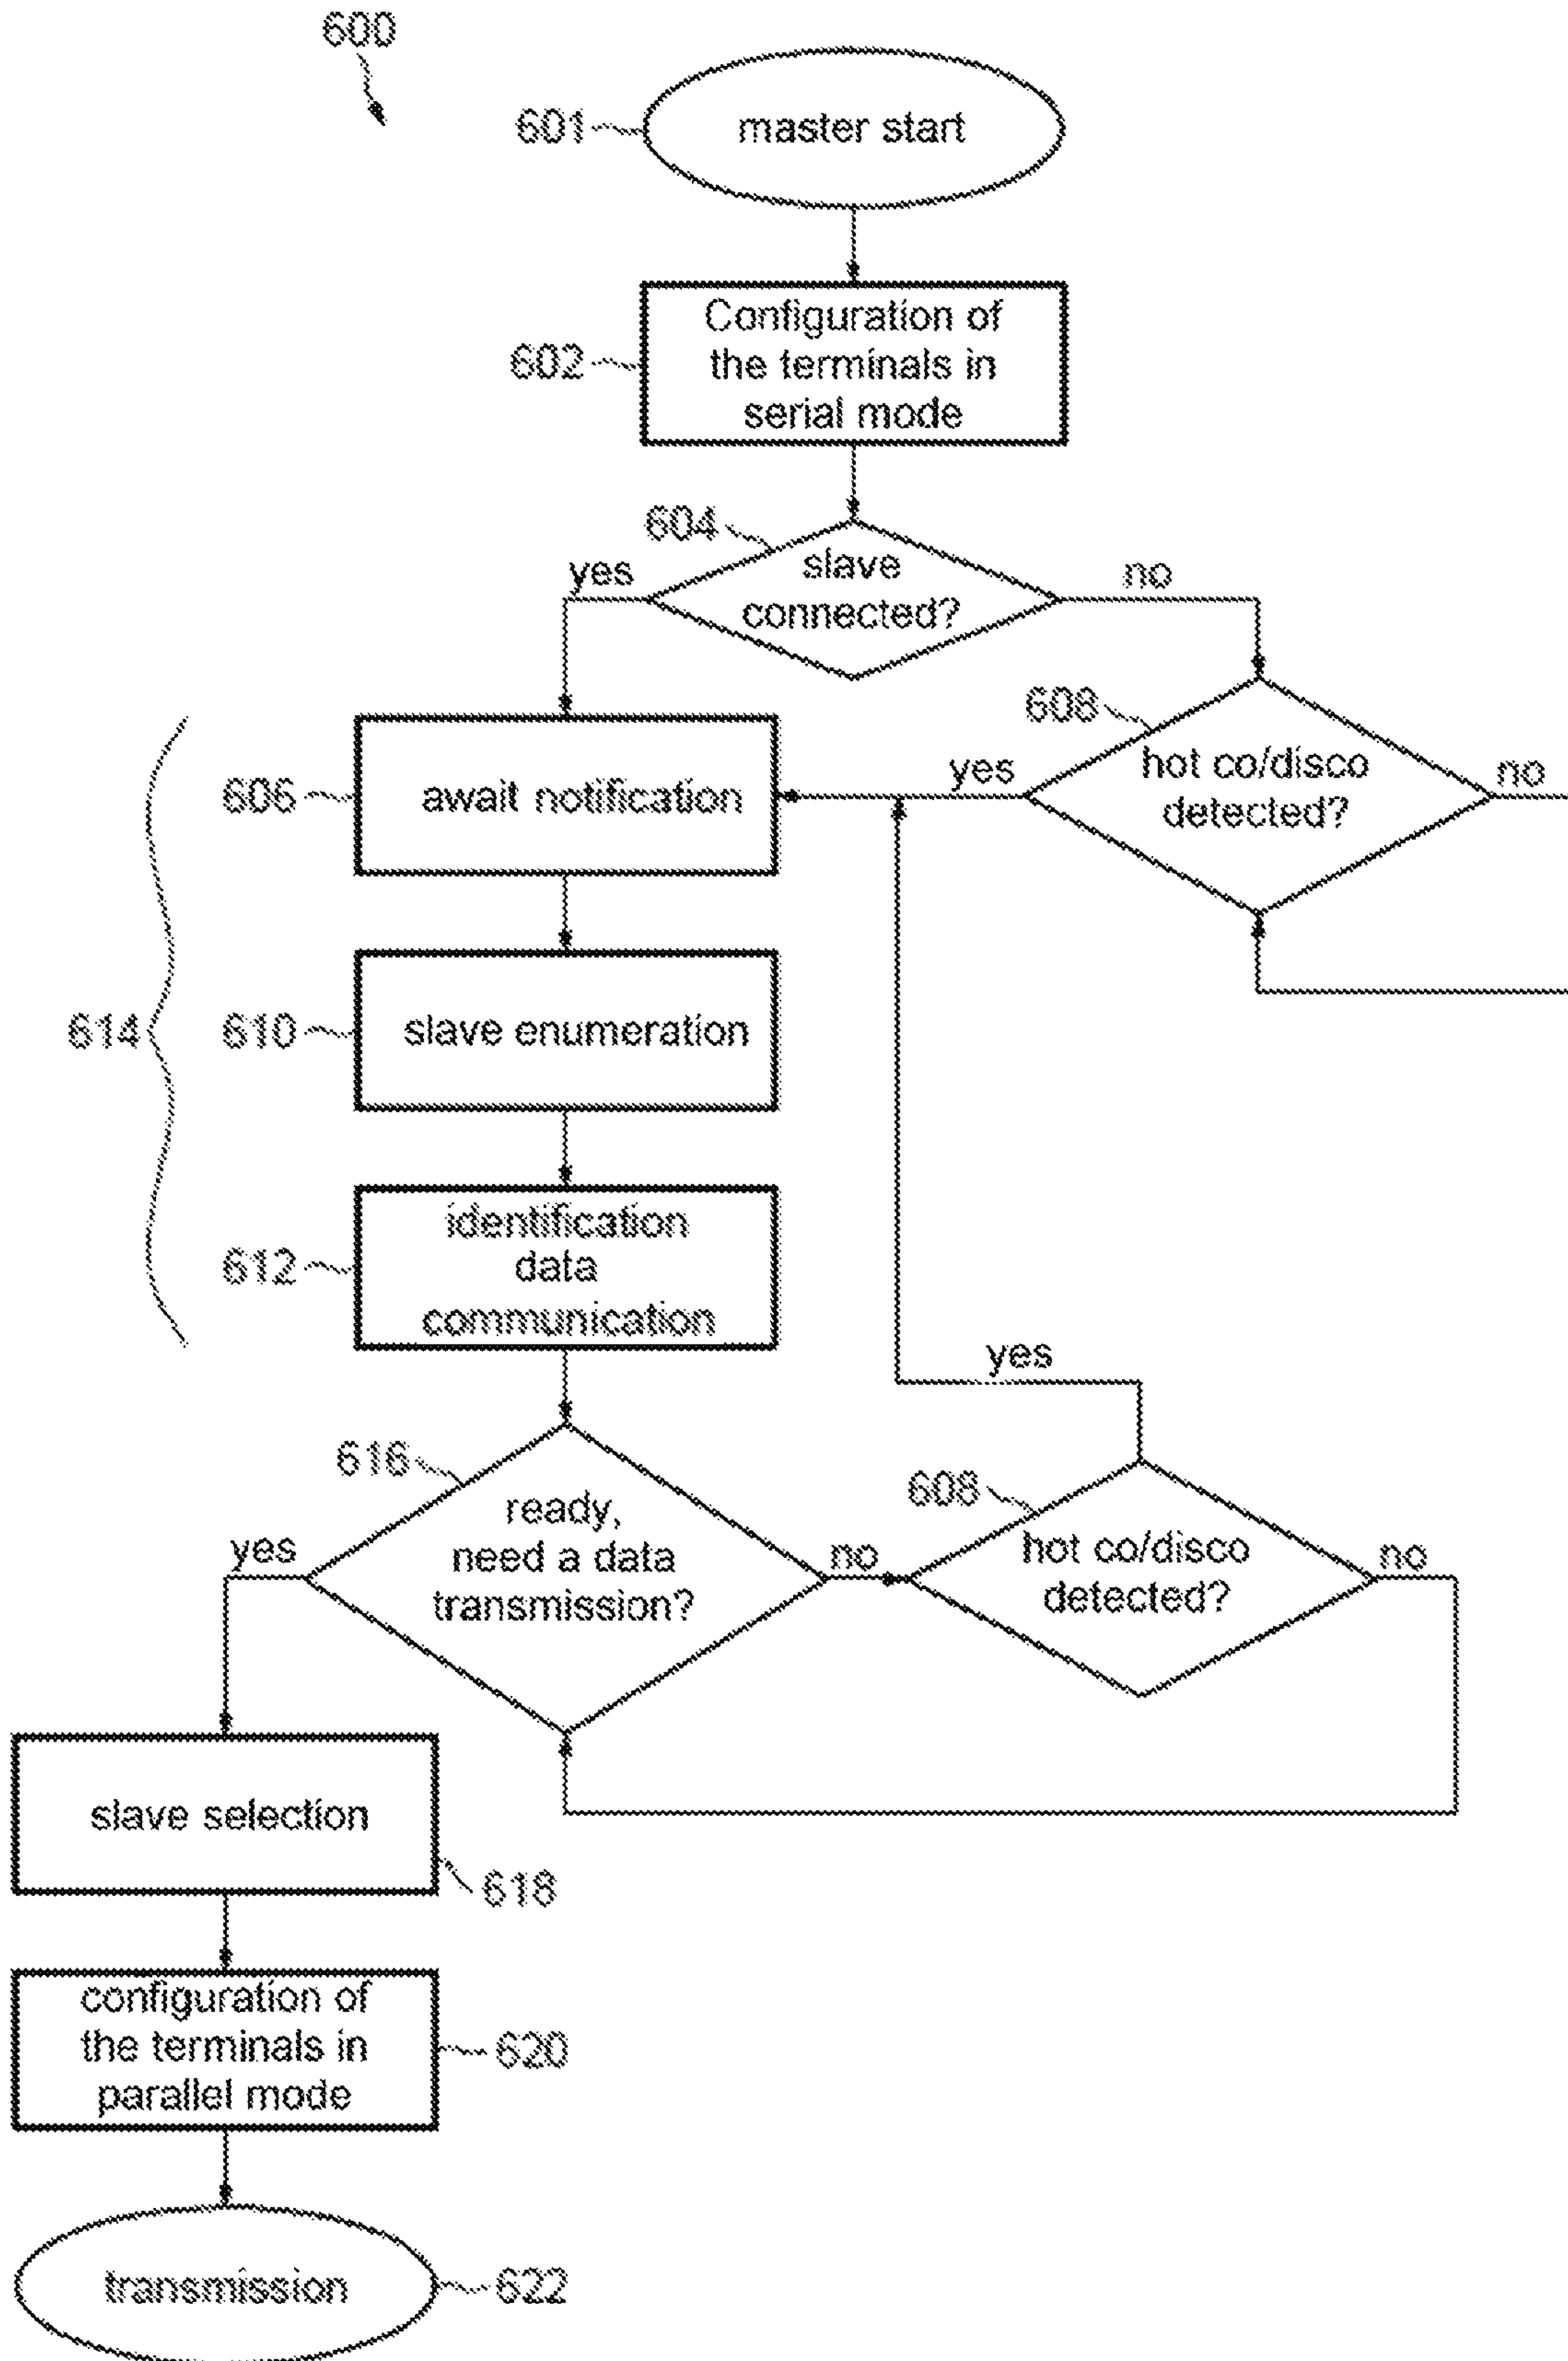 600
601
master start
602
Configuration of
the terminals in
serial mode
604
slave
connected?
yes
no
608
hot co/disco
detected?
yes
no
606
await notification
614
610
slave enumeration
612
identification
data
communication
616
ready,
need a data
transmission?
yes
no
608
hot co/disco
detected?
yes
no
slave selection
618
configuration of
the terminals in
parallel mode
620
transmission
622